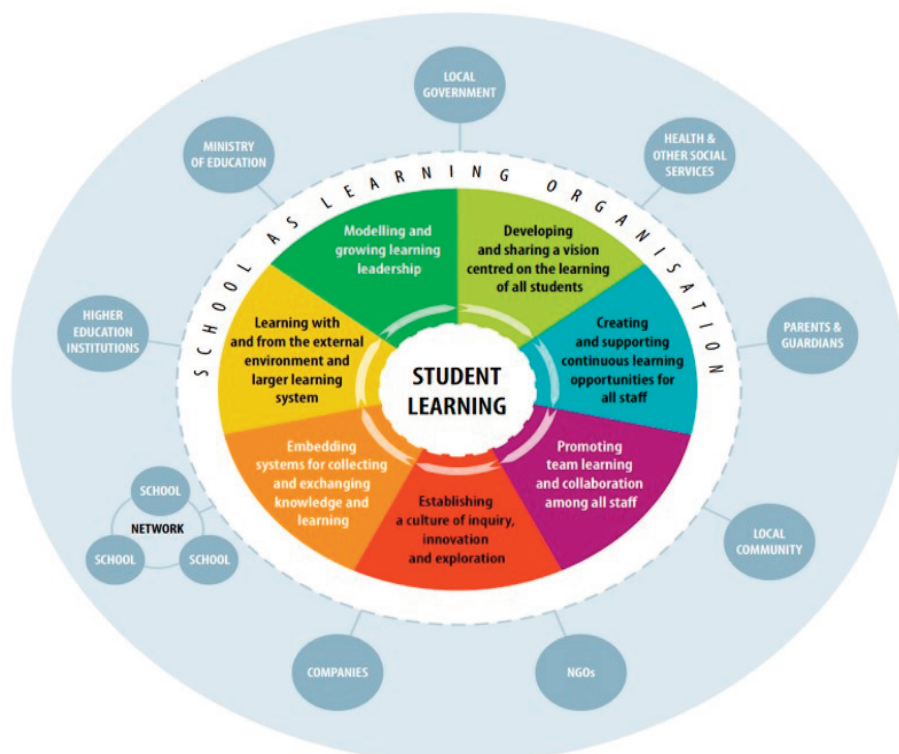 LOCAL
GOVERNMENT
MINISTRY
OF EDUCATION
HEALTH &
OTHER SOCIAL
SERVICES
SCHOOL AS LEARNING ORGANISATION
Modelling and
growing learning
leadership
Developing
and sharing a vision
centred on the learning
of all students
HIGHER
EDUCATION
INSTITUTIONS
Learning with
and from the external
environment and
larger learning
system
Creating
and supporting
continuous learning
opportunities for
all staff
PARENTS &
GUARDIANS
STUDENT
LEARNING
Embedding
systems for collecting
and exchanging
knowledge and
learning
Promoting
team learning
and collaboration
among all staff
Establishing
a culture of inquiry,
innovation
and exploration
SCHOOL
NETWORK
SCHOOL
SCHOOL
LOCAL
COMMUNITY
COMPANIES
NGOs